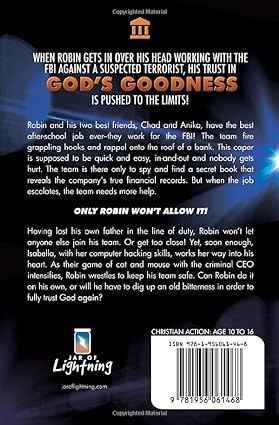 Copyrighted Material
WHEN ROBIN GETS IN OVER HIS HEAD WORKING WITH THE
FBI AGAINST A SUSPECTED TERRORIST, HIS TRUST IN
GOD'S GOODNESS
IS PUSHED TO THE LIMITS!
Robin and his two best friends, Chad and Anika, have the best
after-school job ever–they work for the FBI! The team fire
grappling hooks and rappel onto the roof of a bank. This caper
is supposed to be quick and easy, in-and-out and nobody gets
hurt. The team is there only to spy and find a secret book that
reveals the company's true financial records. But when the job
escalates, the team needs more help.
ONLY ROBIN WON'T ALLOW IT!
Having lost his own father in the line of duty, Robin won't let
anyone else join his team. Or get too close! Yet, soon enough,
Isabella, with her computer hacking skills, works her way into
his heart. As their game of cat and mouse with the criminal CEO
intensifies, Robin wrestles to keep his team safe. Can Robin do it
on his own, or will he have to dig up an old bitterness in order to
fully trust God again?
JAR OF
Lightning
jaroflightning.com
CHRISTIAN ACTION: AGE 10 TO 16
ISBN 978-1-956061-46-8
9 781956 061468
Copyrighted Material